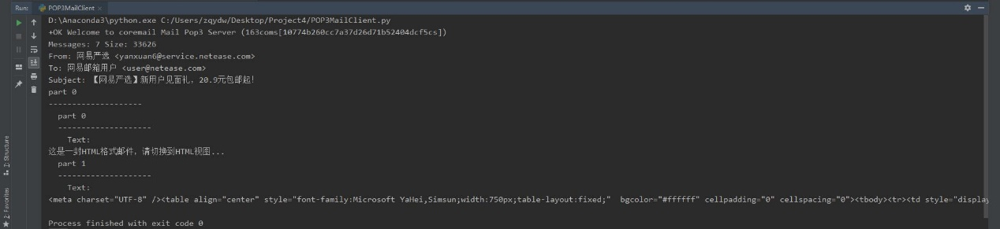 Run: POP3MailClient ×
D:\Anaconda3\python.exe C:/Users/zqydw/Desktop/Project4/POP3MailClient.py
+OK Welcome to coremail Mail Pop3 Server (163coms[10774b260cc7a37d26d71b52404dcf5cs])
Messages: 7 Size: 33626
From: 网易严选 <yanxuan6@service.netease.com>
To: 网易邮箱用户 <user@netease.com>
Subject: 【网易严选】新用户见面礼，20.9元包邮起！
part 0
--------------------
part 0
--------------------
Text:
这是一封HTML格式邮件，请切换到HTML视图...
part 1
--------------------
Text:
<meta charset="UTF-8" /><table align="center" style="font-family:Microsoft YaHei,Simsun;width:750px;table-layout:fixed;"  bgcolor="#ffffff" cellpadding="0" cellspacing="0"><tbody><tr><td style="display
Process finished with exit code 0
Z: Structure
2: Favorites